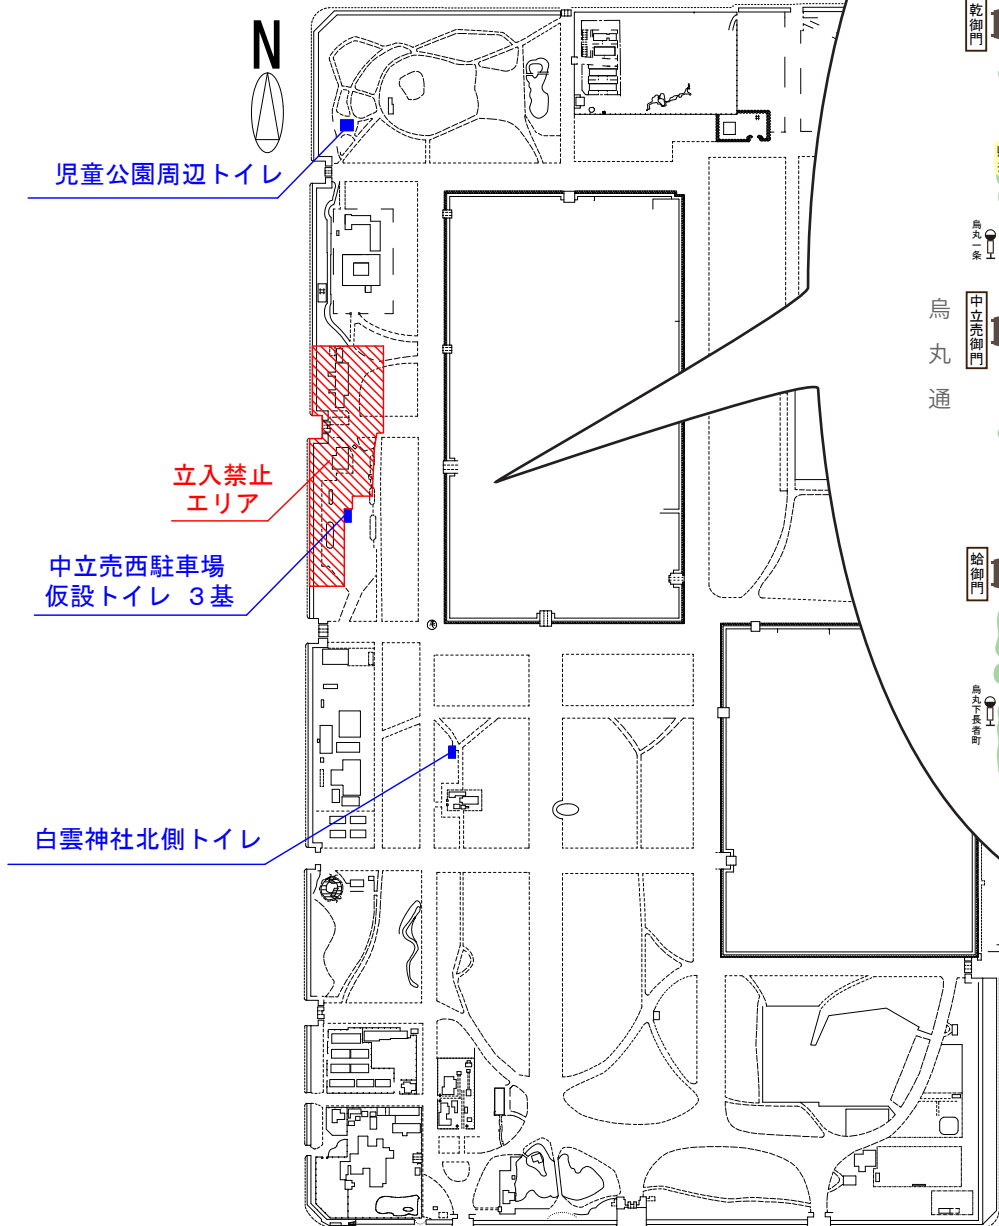 N
児童公園周辺トイレ
立入禁止
エリア
中立売西駐車場
仮設トイレ ３基
白雲神社北側トイレ
乾御門
烏丸一条
中立売御門
烏丸通
蛤御門
烏丸下長者町